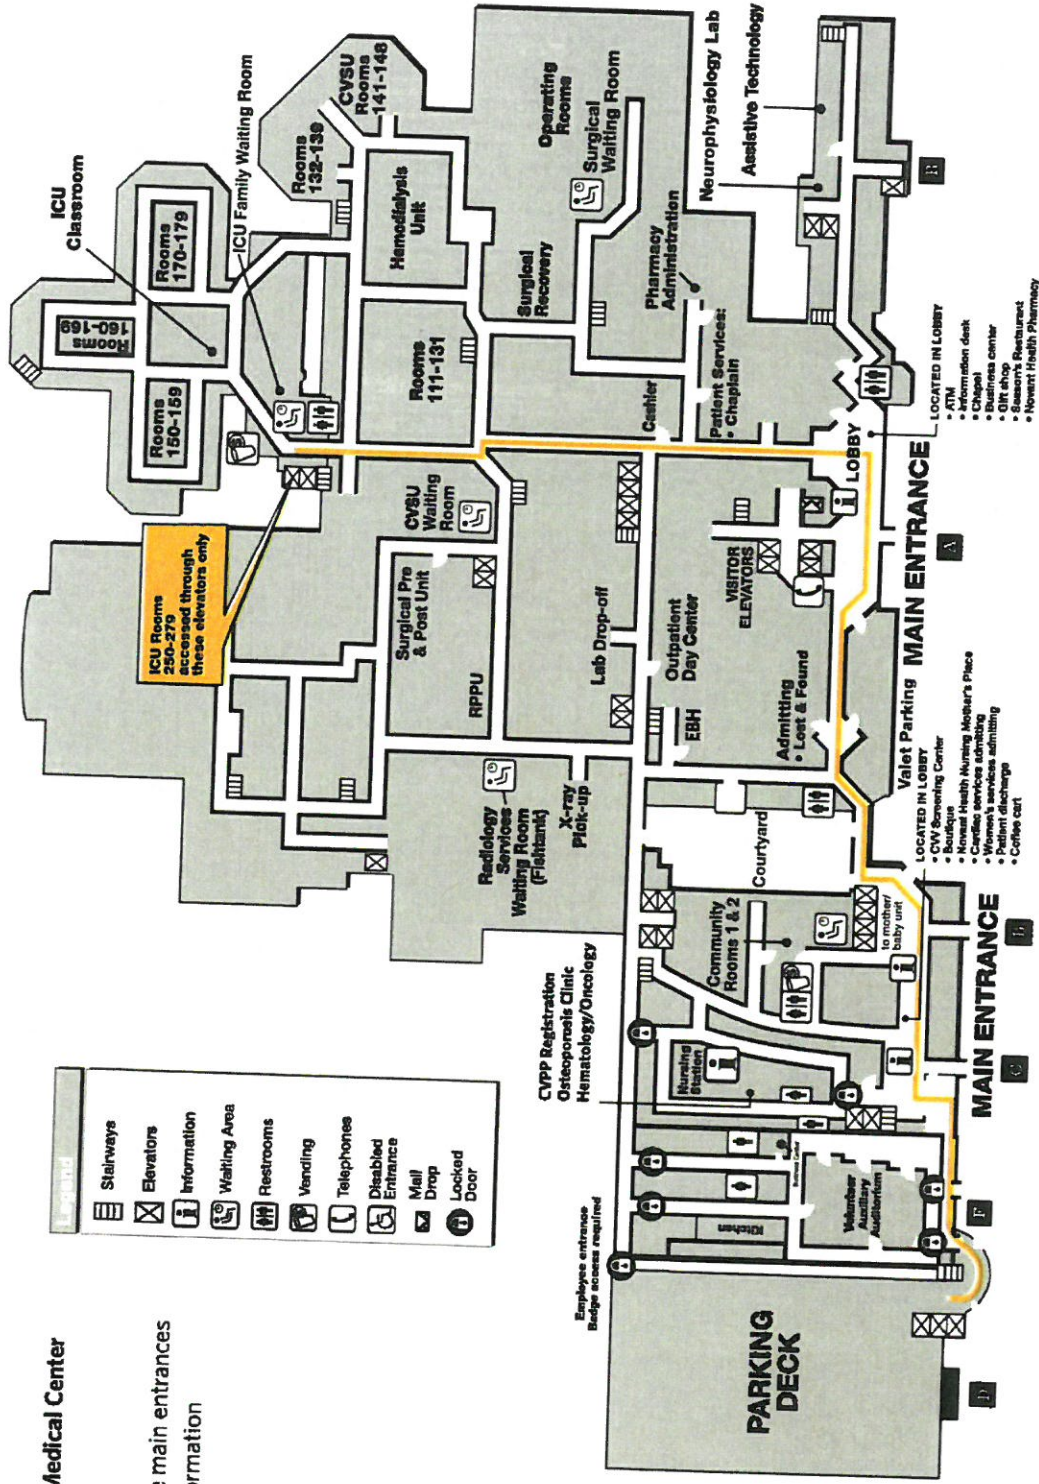 Medical Center
main entrances
Legend
Stairways
Elevators
Information
Waiting Area
Restrooms
Vending
Telephones
Disabled
Entrance
Mail
Drop
Locked
Door
ICU Rooms
250-279
accessed through
these elevators only
Rooms
150-159
Rooms
160-169
Rooms
170-179
ICU
Classroom
ICU Family Waiting Room
Rooms
132-139
CVSU
Rooms
141-148
Hemodialysis
Unit
Rooms
111-131
CVSU
Waiting
Room
Surgical Pre
& Post Unit
RPPU
Radiology
Services
Waiting Room
(Fishtank)
X-ray
Pick-up
Lab Drop-off
Surgical
Recovery
Operating
Rooms
Surgical
Waiting Room
Pharmacy
Administration
Cashier
Patient Services:
• Chaplain
Neurophysiology Lab
Assistive Technology
Outpatient
Day Center
EBH
VISITOR
ELEVATORS
Admitting
• Lost & Found
LOBBY
Courtyard
Community
Rooms 1 & 2
to mother/
baby unit
CVPP Registration
Osteoporosis Clinic
Hematology/Oncology
Nursing
Station
Business Center
Volunteer
Auxiliary
Auditorium
Kitchen
Employee entrance
Badge access required
PARKING
DECK
D
F
C
MAIN ENTRANCE
E
LOCATED IN LOBBY
• CVW Screening Center
• Boutique
• Novant Health Nursing Mother's Place
• Cardiac services admitting
• Women's services admitting
• Patient discharge
• Coffee cart
Valet Parking
MAIN ENTRANCE
A
LOCATED IN LOBBY
• ATM
• Information desk
• Chapel
• Business center
• Gift shop
• Season's Restaurant
• Novant Health Pharmacy
B